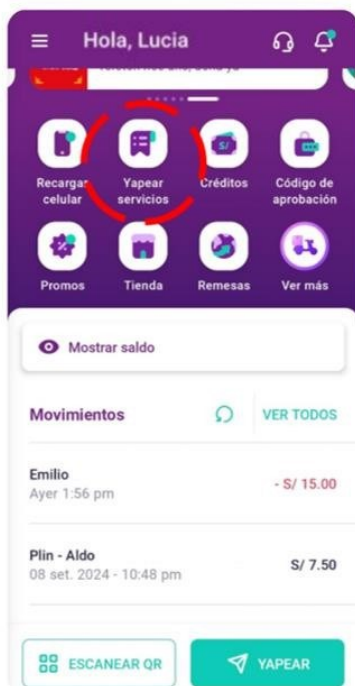 Hola, Lucia
Recargar celular
Yapear servicios
S/
Créditos
Código de aprobación
Promos
Tienda
Remesas
Ver más
Mostrar saldo
Movimientos
VER TODOS
Emilio
- S/ 15.00
Ayer 1:56 pm
Plin - Aldo
S/ 7.50
08 set. 2024 - 10:48 pm
ESCANEAR QR
YAPEAR